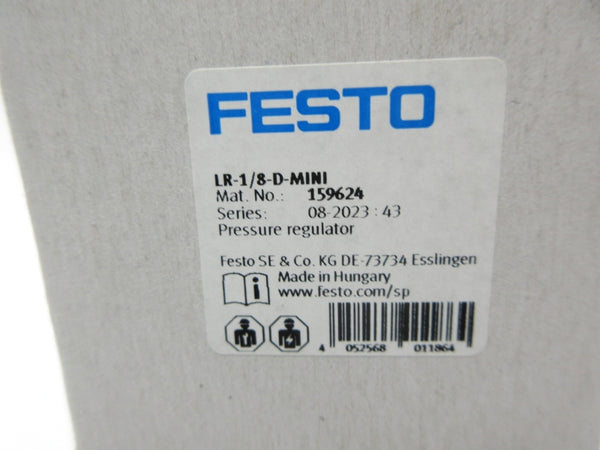 FESTO
LR-1/8-D-MINI
Mat. No.: 159624
Series: 08-2023 : 43
Pressure regulator
Festo SE & Co. KG DE-73734 Esslingen
Made in Hungary
www.festo.com/sp
4 052568 011864